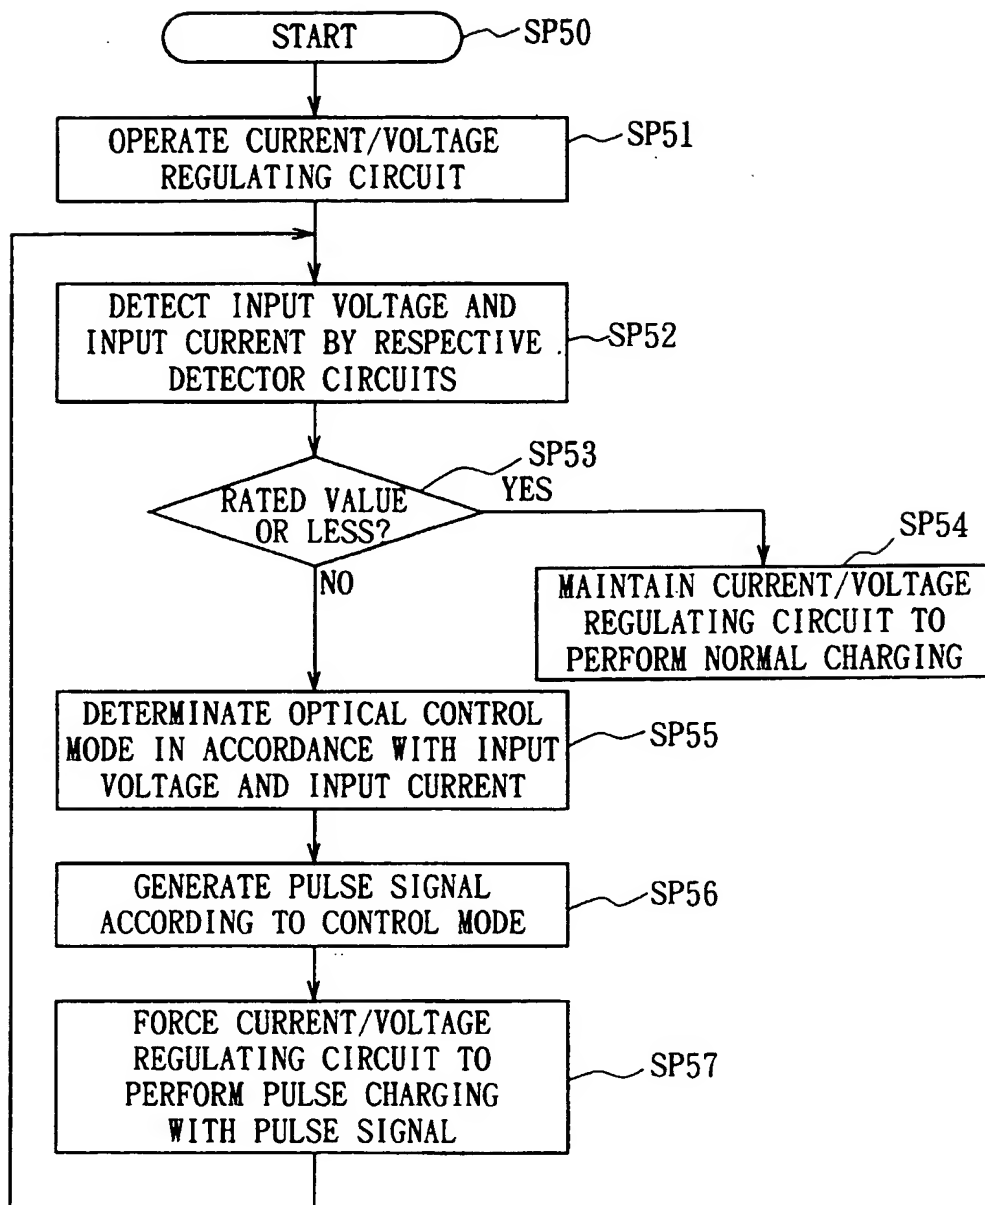 START
SP50
OPERATE CURRENT/VOLTAGE
REGULATING CIRCUIT
SP51
DETECT INPUT VOLTAGE AND
INPUT CURRENT BY RESPECTIVE
DETECTOR CIRCUITS
SP52
RATED VALUE
OR LESS?
SP53
YES
NO
SP54
MAINTAIN CURRENT/VOLTAGE
REGULATING CIRCUIT TO
PERFORM NORMAL CHARGING
DETERMINATE OPTICAL CONTROL
MODE IN ACCORDANCE WITH INPUT
VOLTAGE AND INPUT CURRENT
SP55
GENERATE PULSE SIGNAL
ACCORDING TO CONTROL MODE
SP56
FORCE CURRENT/VOLTAGE
REGULATING CIRCUIT TO
PERFORM PULSE CHARGING
WITH PULSE SIGNAL
SP57